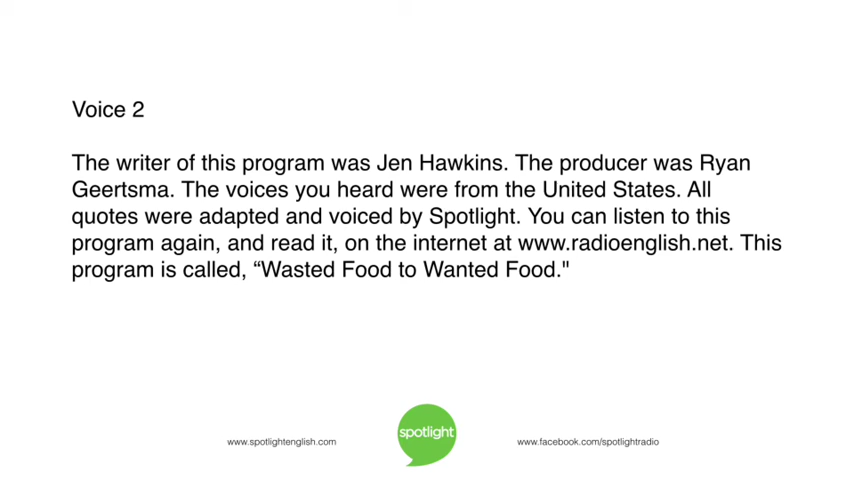 Voice 2
The writer of this program was Jen Hawkins. The producer was Ryan
Geertsma. The voices you heard were from the United States. All
quotes were adapted and voiced by Spotlight. You can listen to this
program again, and read it, on the internet at www.radioenglish.net. This
program is called, “Wasted Food to Wanted Food."
www.spotlightenglish.com
spotlight
www.facebook.com/spotlightradio